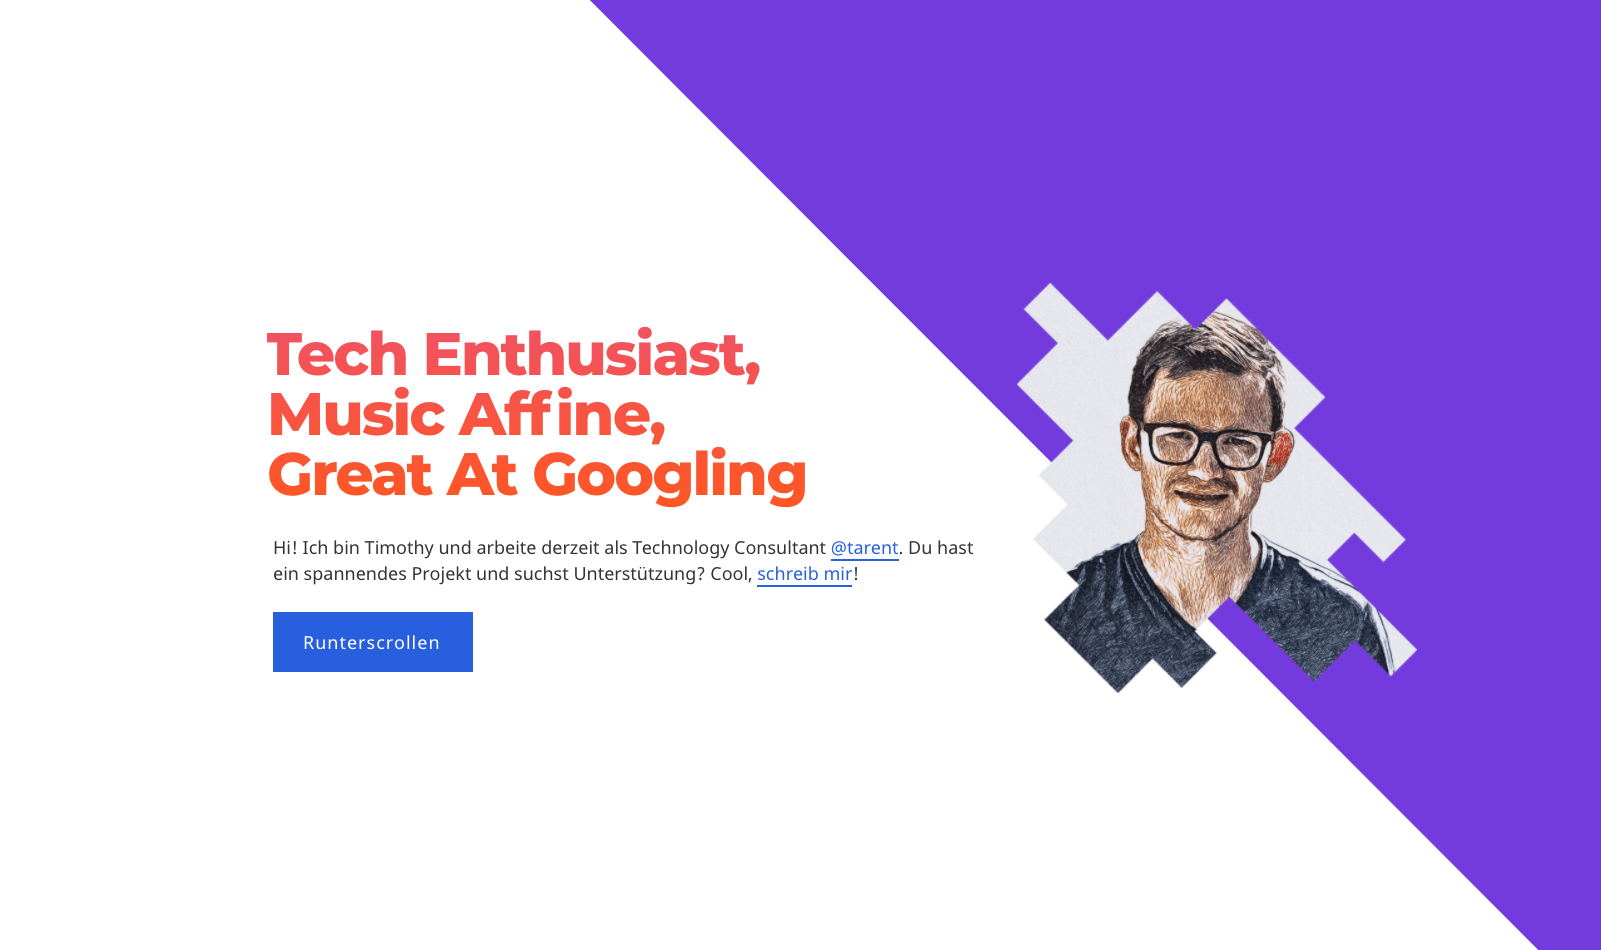 Tech Enthusiast,
Music Affine,
Great At Googling
Hi! Ich bin Timothy und arbeite derzeit als Technology Consultant @tarent. Du hast
ein spannendes Projekt und suchst Unterstützung? Cool, schreib mir!
Runterscrollen